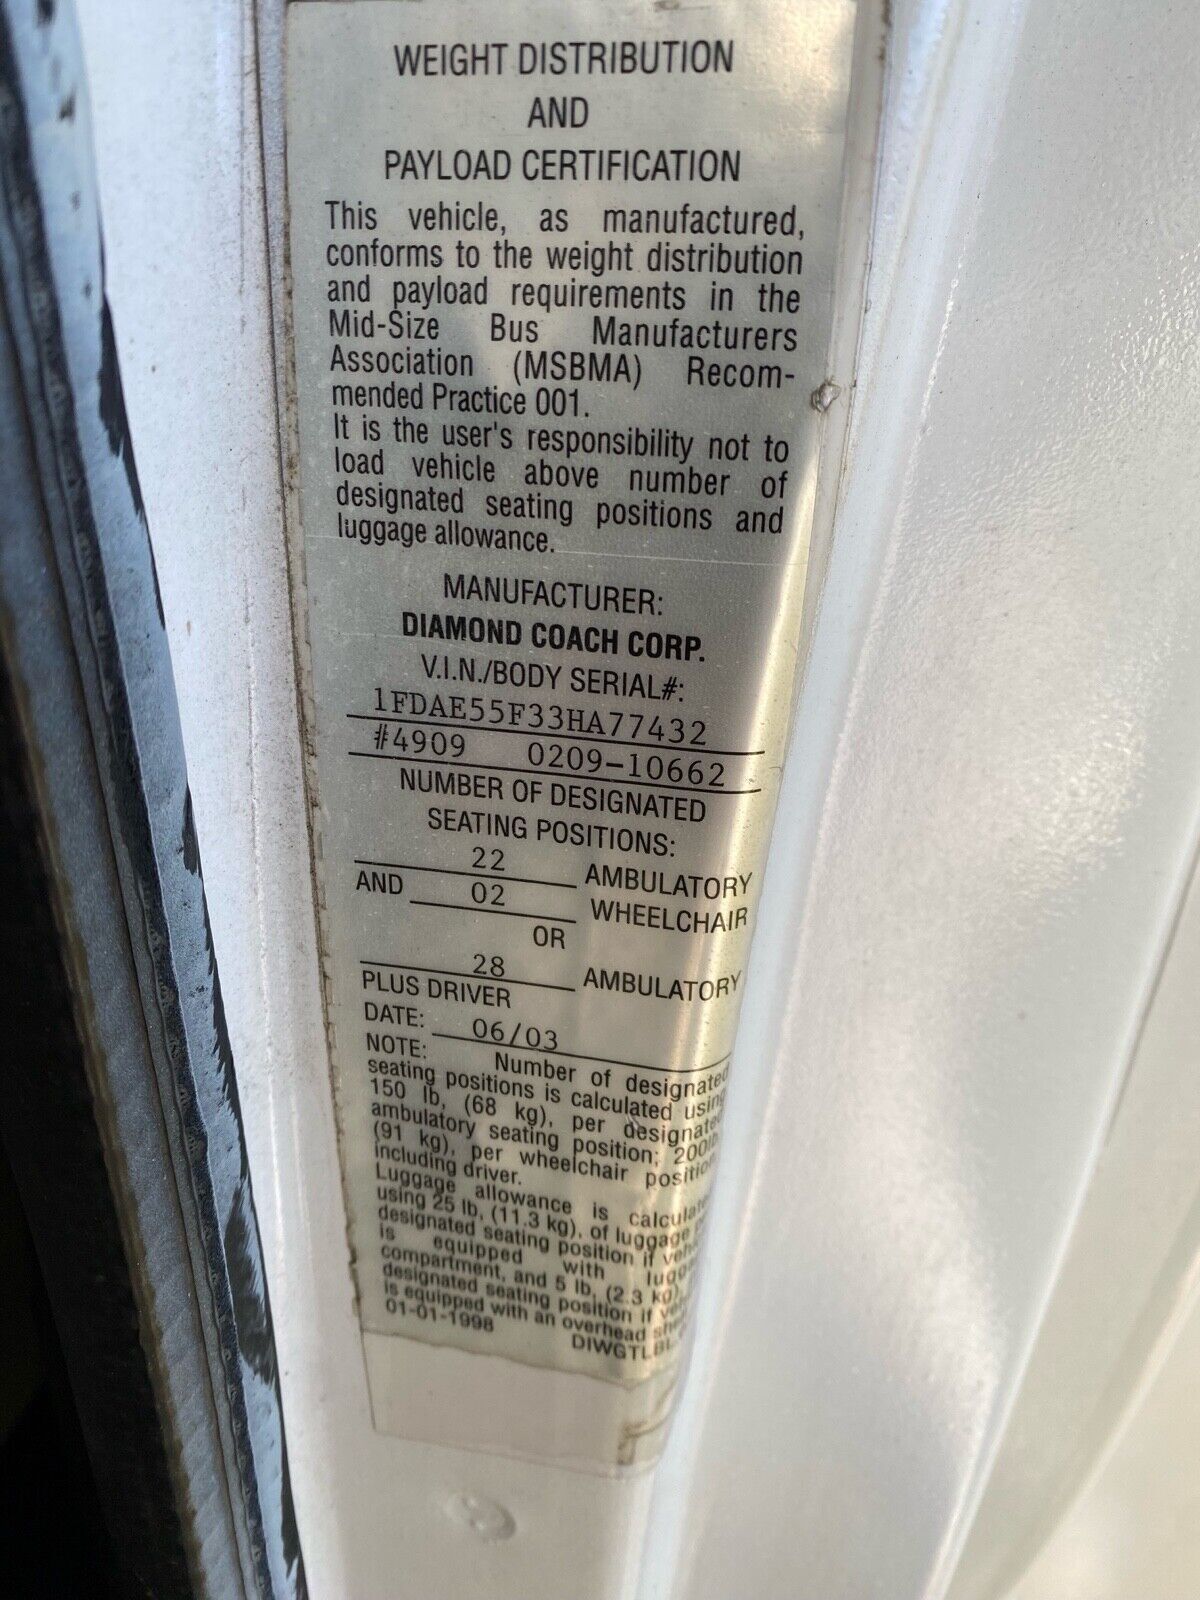 WEIGHT DISTRIBUTION
AND
PAYLOAD CERTIFICATION
This vehicle, as manufactured,
conforms to the weight distribution
and payload requirements in the
Mid-Size Bus Manufacturers
Association (MSBMA) Recom-
mended Practice 001.
It is the user's responsibility not to
load vehicle above number of
designated seating positions and
luggage allowance.
MANUFACTURER:
DIAMOND COACH CORP.
V.I.N./BODY SERIAL#:
1FDAE55F33HA77432
#4909 0209-10662
NUMBER OF DESIGNATED
SEATING POSITIONS:
22 AMBULATORY
AND 02 WHEELCHAIR
OR
28 AMBULATORY
PLUS DRIVER
DATE: 06/03
NOTE: Number of designated
seating positions is calculated using
150 lb, (68 kg), per designated
ambulatory seating position; 200lb
(91 kg), per wheelchair position
including driver.
Luggage allowance is
using 25 lb, (11.3 kg), of luggage
designated seating position if
is equipped with
compartment, and 5 lb, (2.3 kg)
designated seating position if
is equipped with an overhead
01-01-1998